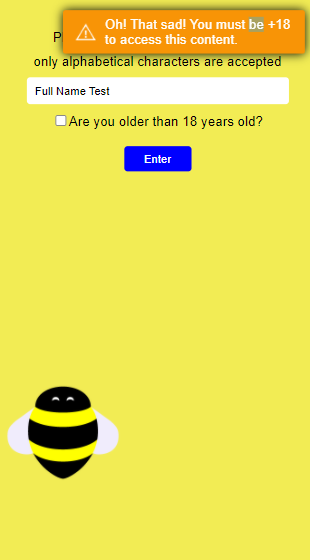 Oh! That sad! You must be +18
to access this content.
P
only alphabetical characters are accepted
Full Name Test
Are you older than 18 years old?
Enter